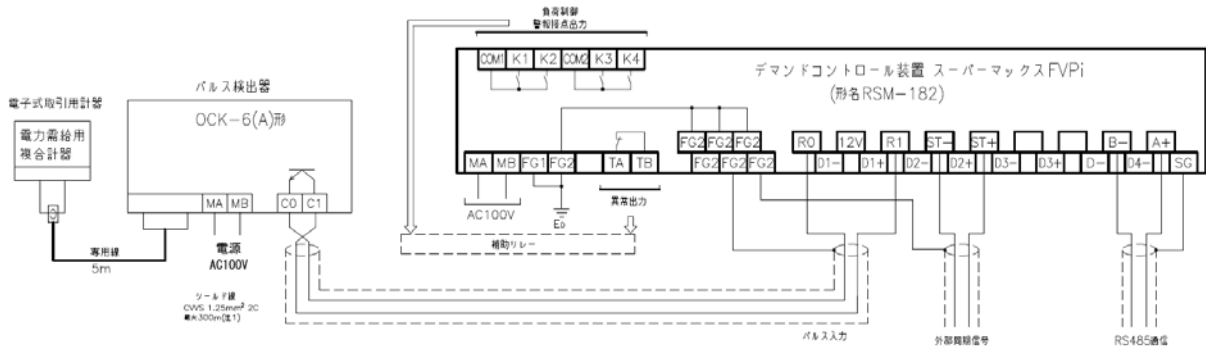 負荷制御
警報接点出力
COM1 K1 K2 COM2 K3 K4
デマンドコントロール装置 スーパーマックスFVPi
(形名RSM-182)
パルス検出器
OCK-6(A)形
電子式取引用計器
電力需給用
複合計器
MA MB
C0 C1
電源
AC100V
専用線
5m
シールド線
CVVS 1.25mm² 2C
最大300m(注1)
FG2 FG2 FG2
R0 12V R1 ST- ST+ B- A+
MA MB FG1 FG2
TA TB
FG2 FG2 FG2
D1- D1+ D2- D2+ D3- D3+ D- D4- SG
AC100V
ED
異常出力
補助リレー
パルス入力
外部同期信号
RS485通信